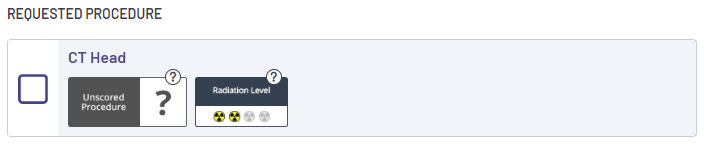 REQUESTED PROCEDURE
CT Head
?
?
Unscored
Procedure
?
Radiation Level